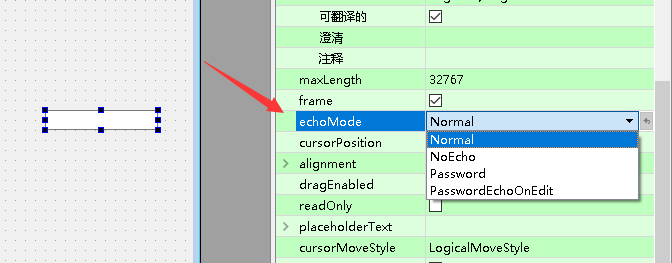 可翻译的
澄清
注释
maxLength 32767
frame
echoMode Normal
cursorPosition Normal
alignment NoEcho
dragEnabled Password
readOnly PasswordEchoOnEdit
placeholderText
cursorMoveStyle LogicalMoveStyle